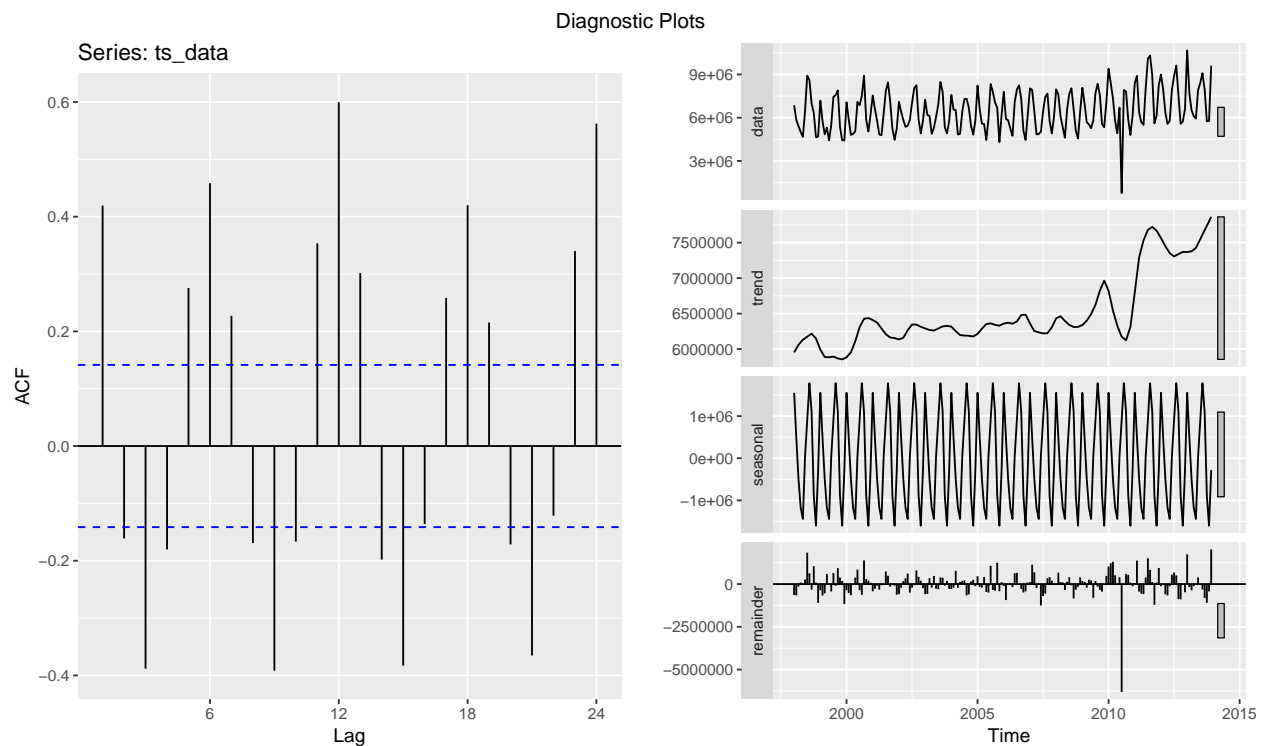 Diagnostic Plots
Series: ts_data
ACF
0.6
0.4
0.2
0.0
−0.2
−0.4
6
12
18
24
Lag
data
9e+06
6e+06
3e+06
trend
7500000
7000000
6500000
6000000
seasonal
1e+06
0e+00
−1e+06
remainder
0
−2500000
−5000000
2000
2005
2010
2015
Time